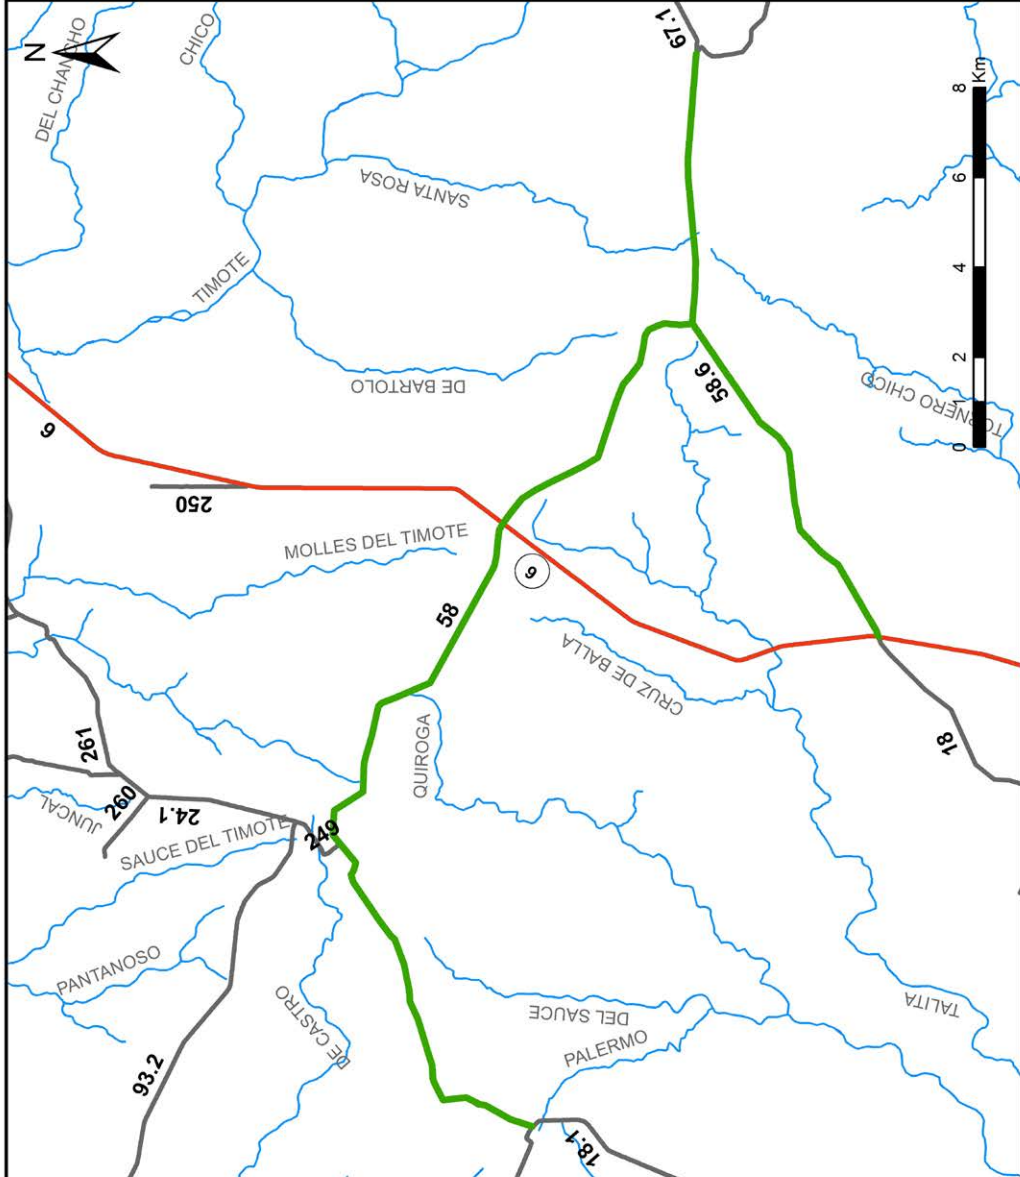 N
DEL CHANCHO
CHICO
67.1
8 Km
6
SANTA ROSA
TIMOTE
4
DE BARTOLO
58.6
2
TORNERO CHICO
1
0
6
250
MOLLES DEL TIMOTE
6
58
CRUZ DE BALLA
261
QUIROGA
18
260
JUNCAL
24.1
SAUCE DEL TIMOTE
249
PANTANOSO
DE CASTRO
DEL SAUCE
TALITA
PALERMO
93.2
18.1